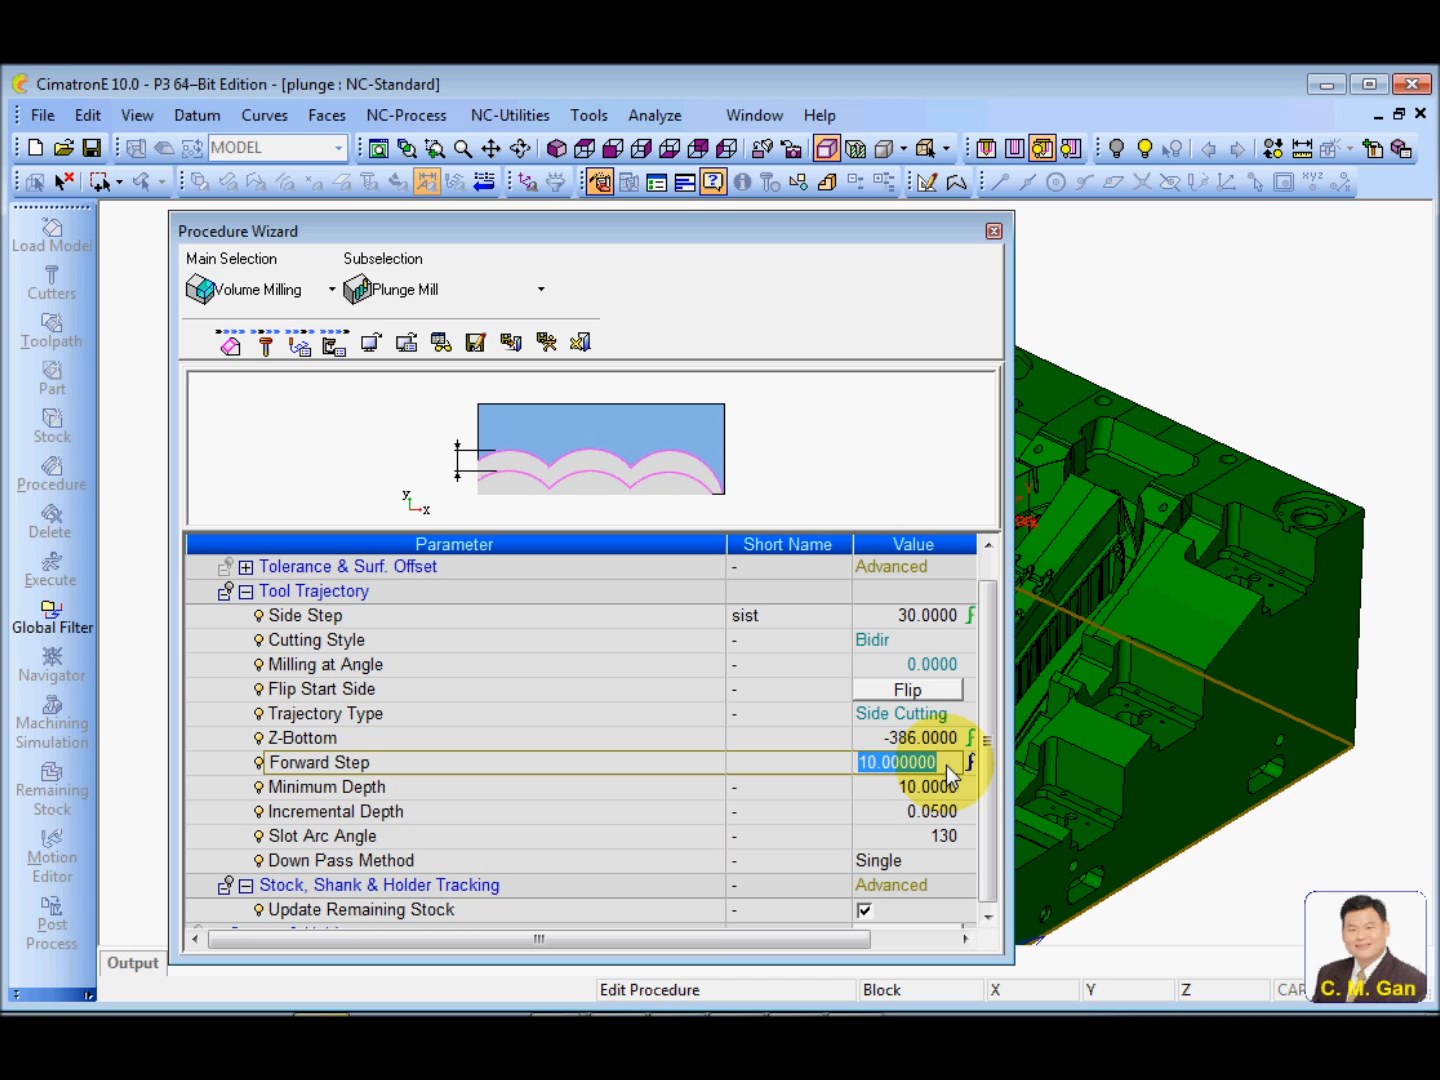 CimatronE 10.0 - P3 64-Bit Edition - [plunge : NC-Standard]
File Edit View Datum Curves Faces NC-Process NC-Utilities Tools Analyze Window Help
MODEL
Load Model
Cutters
Toolpath
Part
Stock
Procedure
Delete
Execute
Global Filter
Navigator
Machining
Simulation
Remaining
Stock
Motion
Editor
Post
Process
Procedure Wizard
Main Selection Subselection
Volume Milling Plunge Mill
y
x
Parameter Short Name Value
Tolerance & Surf. Offset - Advanced
Tool Trajectory
Side Step sist 30.0000
Cutting Style - Bidir
Milling at Angle - 0.0000
Flip Start Side - Flip
Trajectory Type - Side Cutting
Z-Bottom -386.0000
Forward Step 10.000000
Minimum Depth - 10.0000
Incremental Depth - 0.0500
Slot Arc Angle - 130
Down Pass Method - Single
Stock, Shank & Holder Tracking - Advanced
Update Remaining Stock -
Output
Edit Procedure Block X Y Z
C. M. Gan